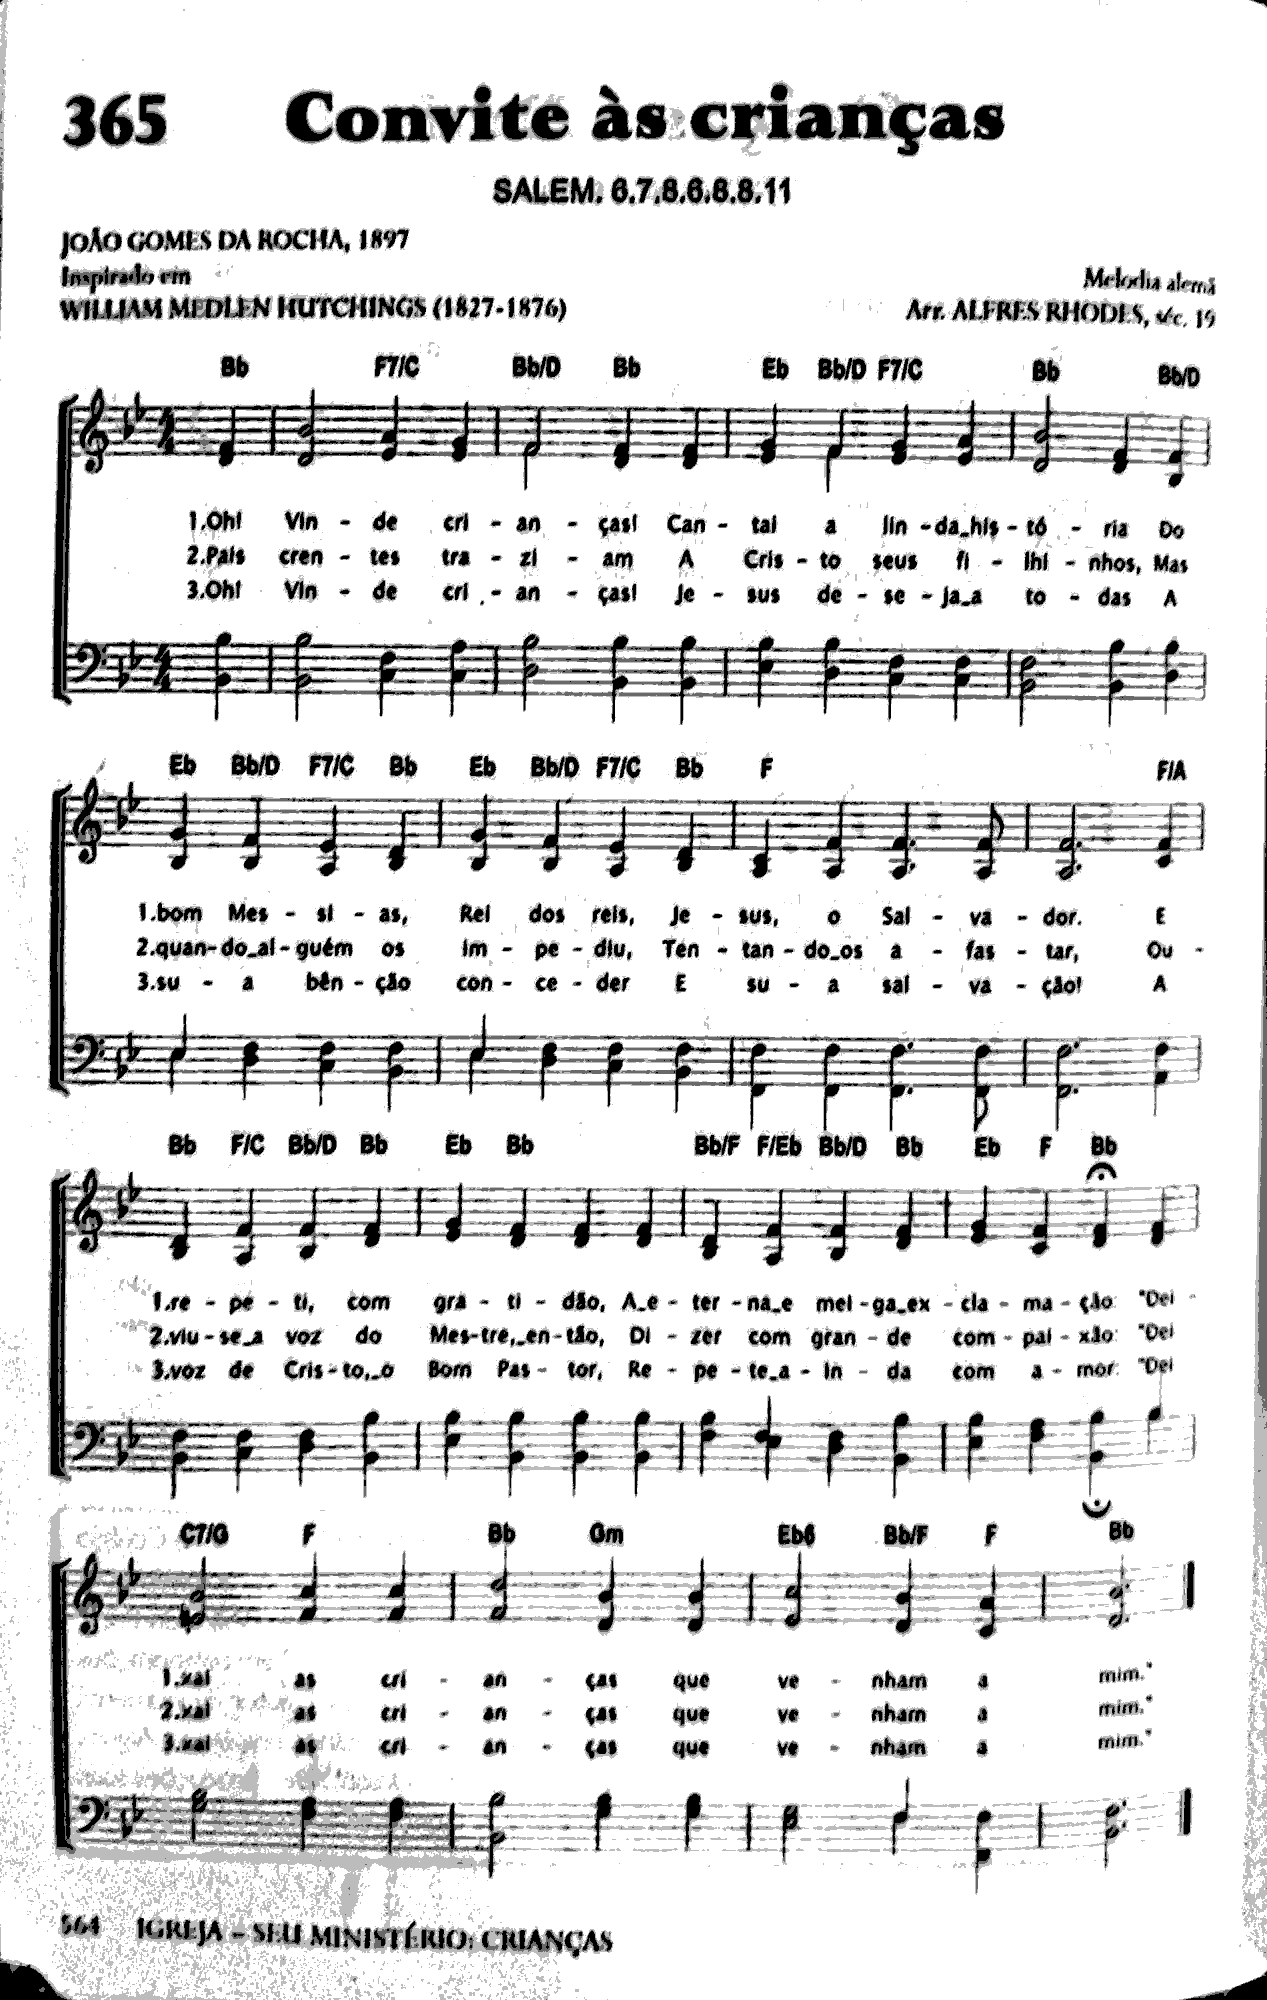 365 Convite às crianças
SALEM. 6.7.8.6.8.8.11
JOÃO GOMES DA ROCHA, 1897
Inspirado em
WILLIAM MEDLEN HUTCHINGS (1827-1876)
Melodia alemã
Arr. ALFRES RHODES, séc. 19
Bb F7/C Bb/D Bb Eb Bb/D F7/C Bb Bb/D
1.Oh! Vin - de cri - an - ças! Can - tai a lin - da_his - tó - ria Do
2.Pais cren - tes tra - zi - am A Cris - to seus fi - lhi - nhos, Mas
3.Oh! Vin - de cri - an - ças! Je - sus de - se - ja_a to - das A
Eb Bb/D F7/C Bb Eb Bb/D F7/C Bb F F/A
1.bom Mes - si - as, Rei dos reis, Je - sus, o Sal - va - dor. E
2.quan - do_al - guém os im - pe - diu, Ten - tan - do_os a - fas - tar, Ou -
3.su - a bên - ção con - ce - der E su - a sal - va - ção! A
Bb F/C Bb/D Bb Eb Bb Bb/F F/Eb Bb/D Bb Eb F Bb
1.re - pe - ti, com gra - ti - dão, A_e - ter - na_e mei - ga_ex - cla - ma - ção: "Dei -
2.viu - se_a voz do Mes - tre,_en - tão, Di - zer com gran - de com - pai - xão: "Dei
3.voz de Cris - to,_o Bom Pas - tor, Re - pe - te_a - in - da com a - mor: "Dei
C7/G F Bb Gm Eb6 Bb/F F Bb
1.xai as cri - an - ças que ve - nham a mim."
2.xai as cri - an - ças que ve - nham a mim."
3.xai as cri - an - ças que ve - nham a mim."
564 IGREJA – SEU MINISTÉRIO: CRIANÇAS